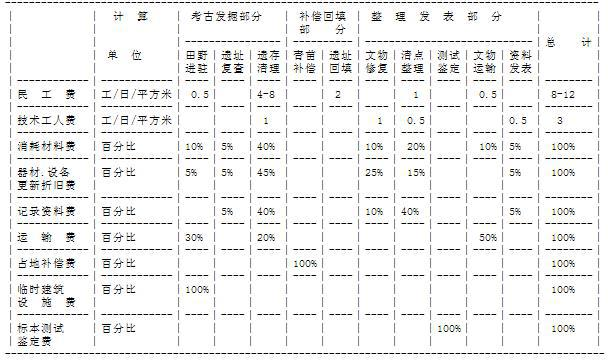 计 算 考古发掘部分 补偿回填 整 理 发 表 部 分
部 分
总 计
单 位 田野 遗址 遗存 青苗 遗址 文物 清点 测试 文物 资料
进驻 复查 清理 补偿 回填 修复 整理 鉴定 运输 发表
民 工 费 工/日/平方米 0.5 4-8 2 1 0.5 8-12
技术工人费 工/日/平方米 1 1 0.5 0.5 3
消耗材料费 百分比 10% 5% 40% 10% 20% 10% 5% 100%
器材.设备 百分比 5% 5% 45% 25% 15% 5% 100%
更新折旧费
记录资料费 百分比 5% 40% 10% 40% 5% 100%
运 输 费 百分比 30% 20% 50% 100%
占地补偿费 百分比 100% 100%
临时建筑 百分比 100% 100%
设 施 费
标本测试 百分比 100% 100%
鉴定费